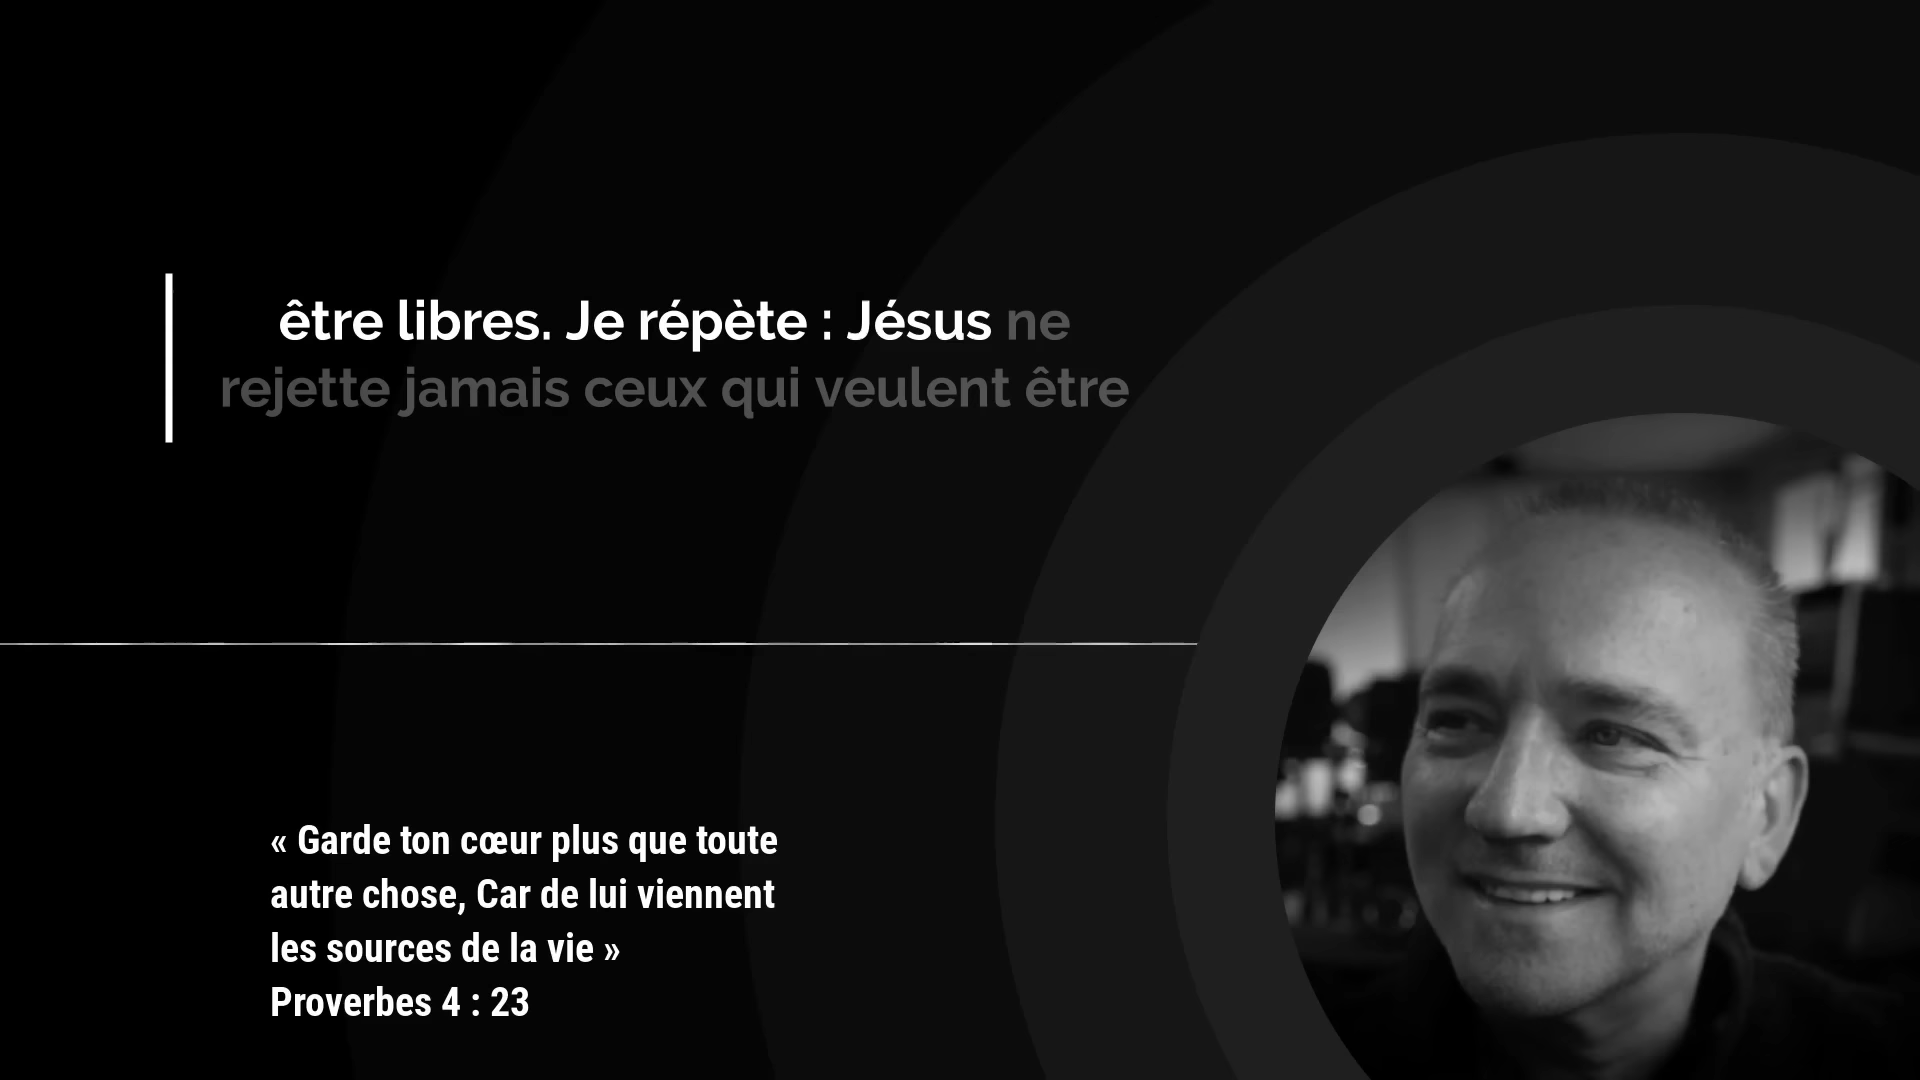 être libres. Je répète : Jésus ne
rejette jamais ceux qui veulent être
« Garde ton cœur plus que toute
autre chose, Car de lui viennent
les sources de la vie »
Proverbes 4 : 23